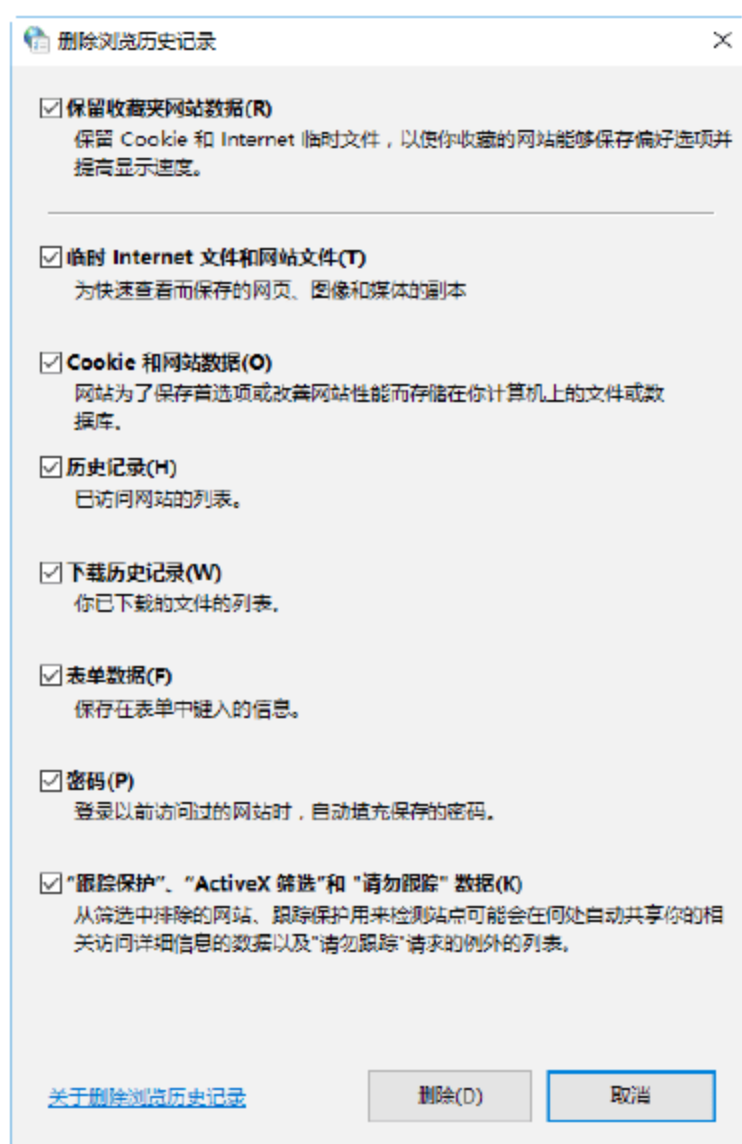 删除浏览历史记录
保留收藏夹网站数据(R)
保留 Cookie 和 Internet 临时文件，以使你收藏的网站能够保存偏好选项并
提高显示速度。
临时 Internet 文件和网站文件(T)
为快速查看而保存的网页、图像和媒体的副本
Cookie 和网站数据(O)
网站为了保存首选项或改善网站性能而存储在你计算机上的文件或数
据库。
历史记录(H)
已访问网站的列表。
下载历史记录(W)
你已下载的文件的列表。
表单数据(F)
保存在表单中键入的信息。
密码(P)
登录以前访问过的网站时，自动填充保存的密码。
“跟踪保护”、“ActiveX 筛选”和 "请勿跟踪" 数据(K)
从筛选中排除的网站、跟踪保护用来检测站点可能会在何处自动共享你的相
关访问详细信息的数据以及"请勿跟踪"请求的例外的列表。
关于删除浏览历史记录
删除(D)
取消